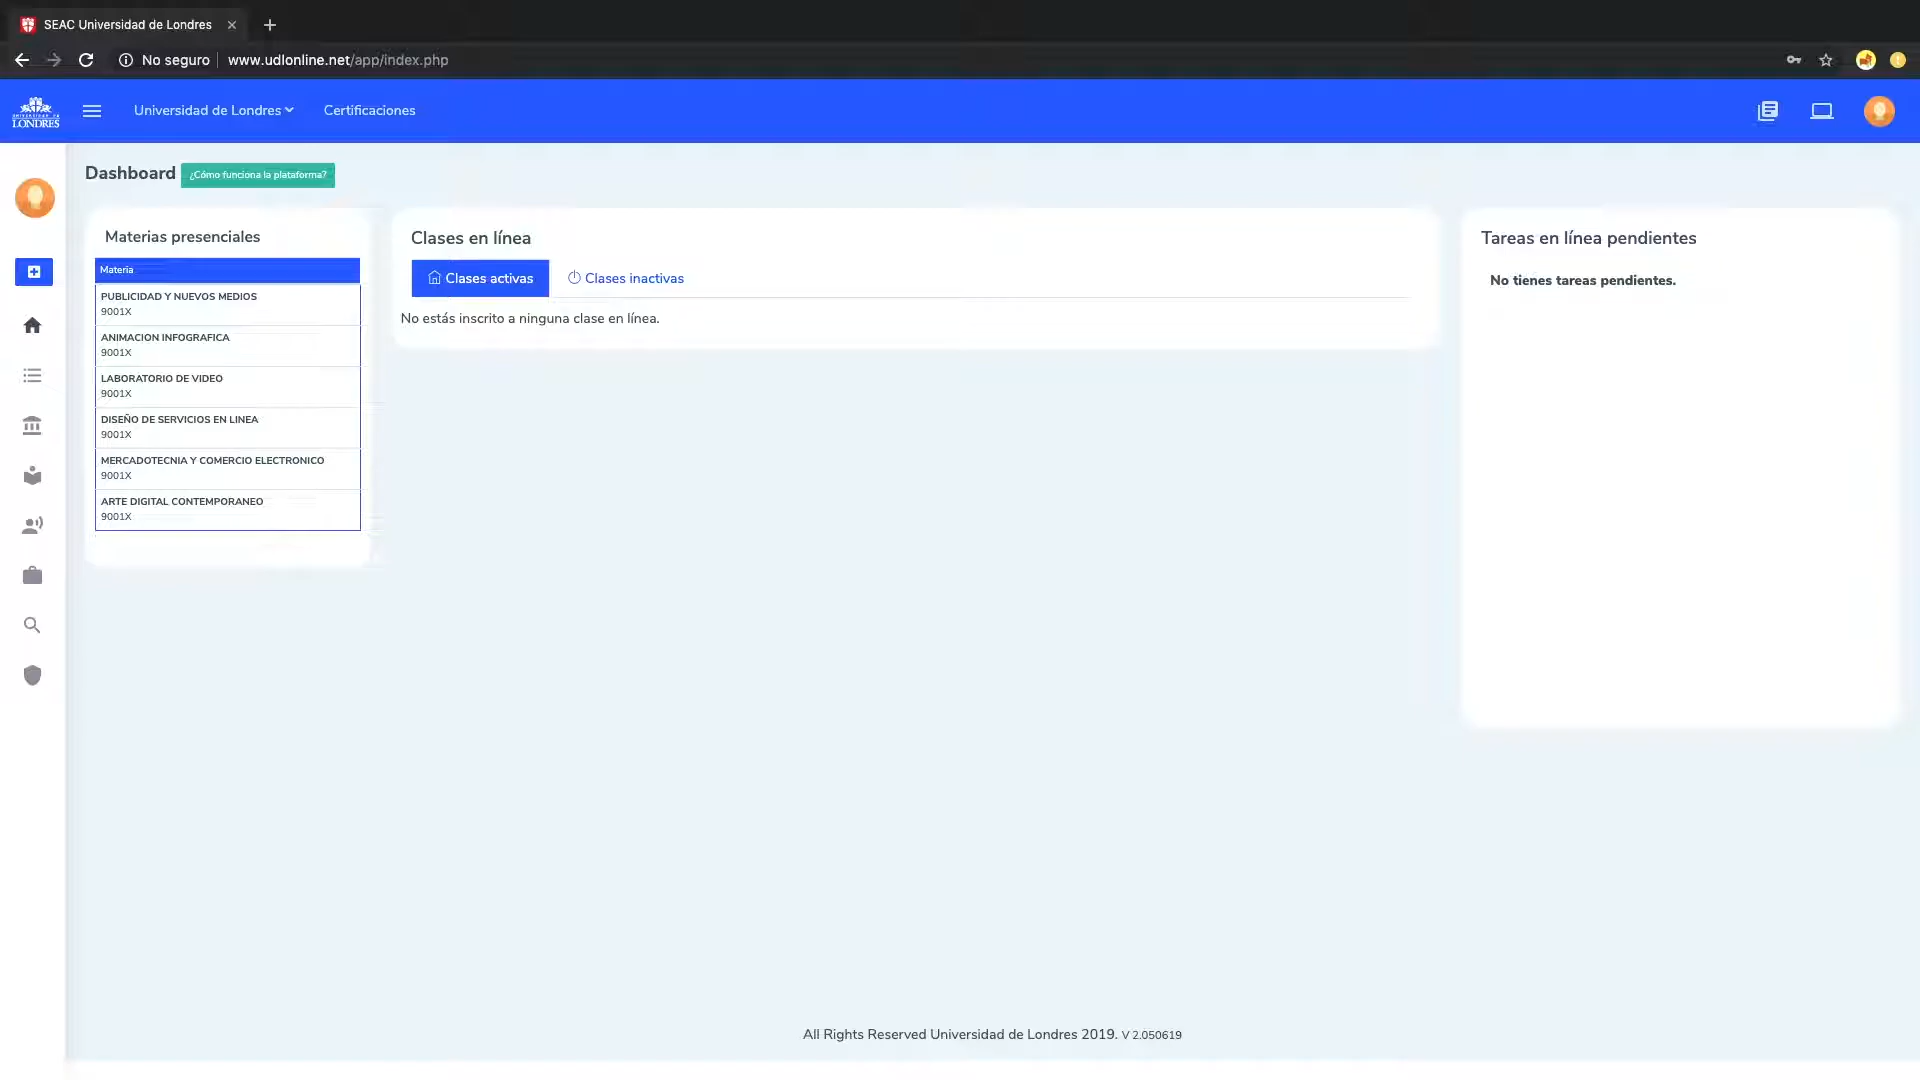 SEAC Universidad de Londres
No seguro
www.udlonline.net/app/index.php
UNIVERSIDAD DE
LONDRES
Universidad de Londres
Certificaciones
Dashboard
¿Cómo funciona la plataforma?
Materias presenciales
Materia
PUBLICIDAD Y NUEVOS MEDIOS
9001X
ANIMACION INFOGRAFICA
9001X
LABORATORIO DE VIDEO
9001X
DISEÑO DE SERVICIOS EN LINEA
9001X
MERCADOTECNIA Y COMERCIO ELECTRONICO
9001X
ARTE DIGITAL CONTEMPORANEO
9001X
Clases en línea
Clases activas
Clases inactivas
No estás inscrito a ninguna clase en línea.
Tareas en línea pendientes
No tienes tareas pendientes.
All Rights Reserved Universidad de Londres 2019. V 2.050619